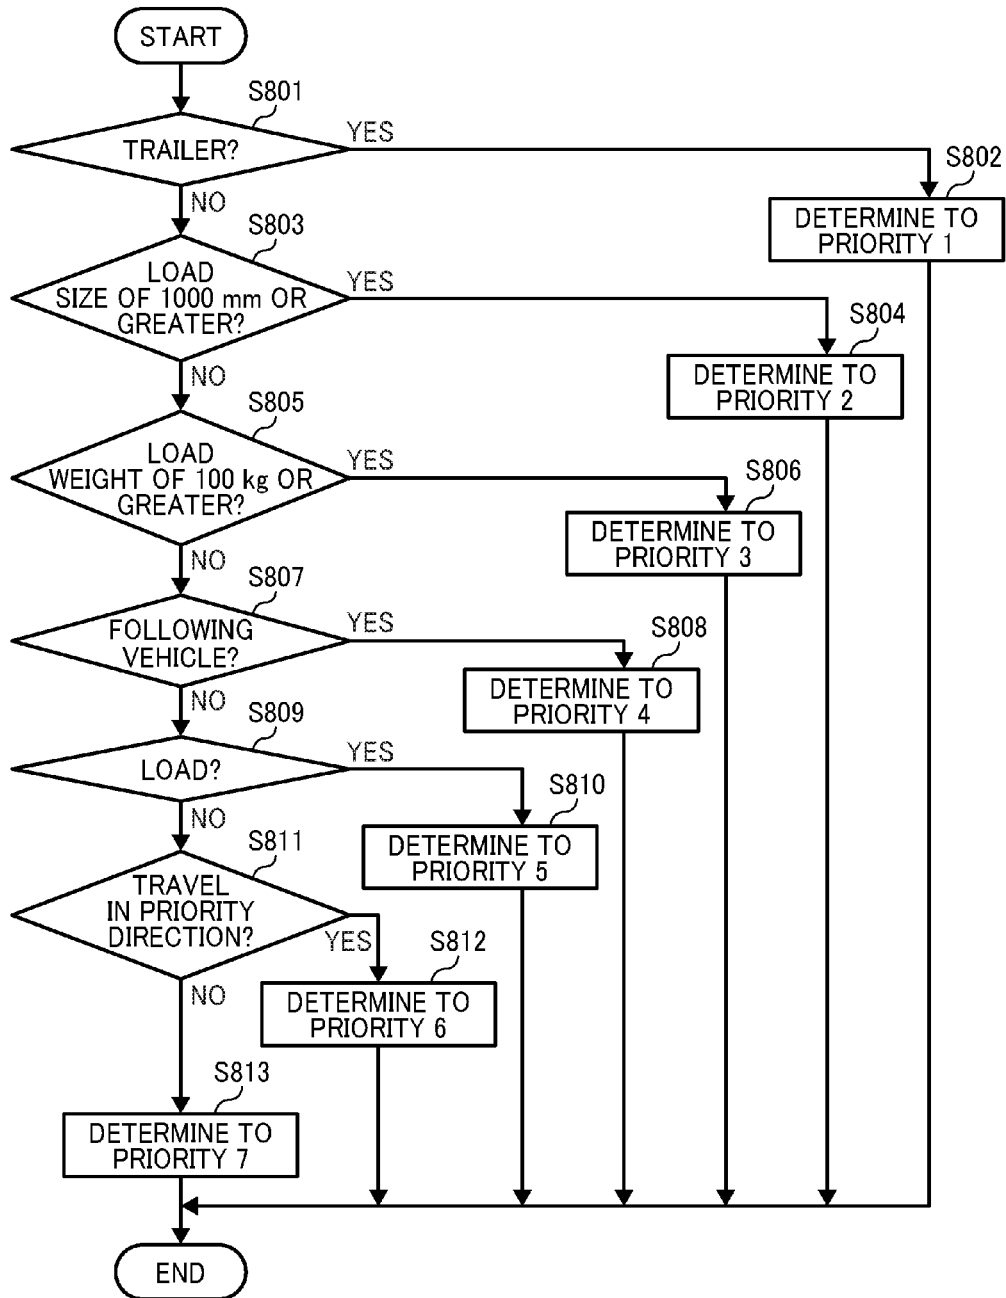 START
S801
TRAILER?
YES
S802
DETERMINE TO
PRIORITY 1
NO
S803
LOAD
SIZE OF 1000 mm OR
GREATER?
YES
S804
DETERMINE TO
PRIORITY 2
NO
S805
LOAD
WEIGHT OF 100 kg OR
GREATER?
YES
S806
DETERMINE TO
PRIORITY 3
NO
S807
FOLLOWING
VEHICLE?
YES
S808
DETERMINE TO
PRIORITY 4
NO
S809
LOAD?
YES
S810
DETERMINE TO
PRIORITY 5
NO
S811
TRAVEL
IN PRIORITY
DIRECTION?
YES
S812
DETERMINE TO
PRIORITY 6
NO
S813
DETERMINE TO
PRIORITY 7
END